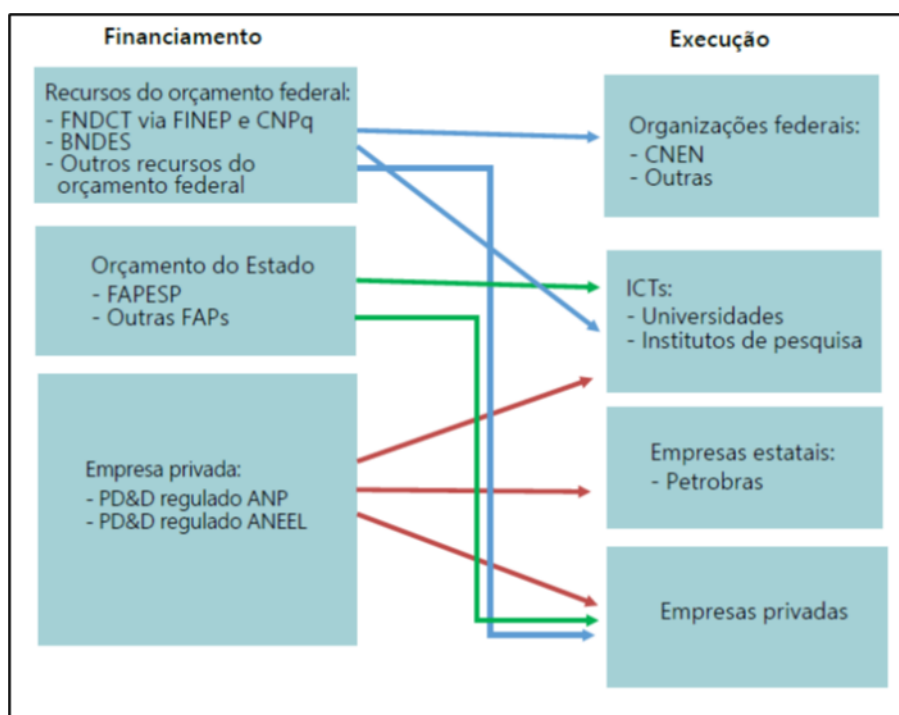 Financiamento
Recursos do orçamento federal:
- FNDCT via FINEP e CNPq
- BNDES
- Outros recursos do
orçamento federal
Orçamento do Estado
- FAPESP
- Outras FAPs
Empresa privada:
- PD&D regulado ANP
- PD&D regulado ANEEL
Execução
Organizações federais:
- CNEN
- Outras
ICTs:
- Universidades
- Institutos de pesquisa
Empresas estatais:
- Petrobras
Empresas privadas